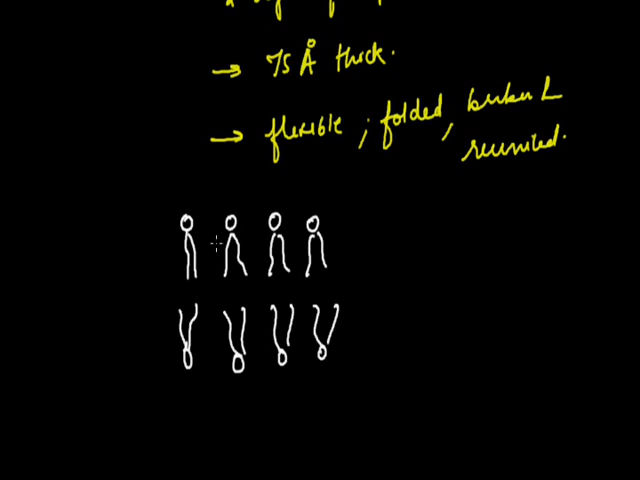 → 75 Å thick.
→ flexible ; folded, broken &
reunited.